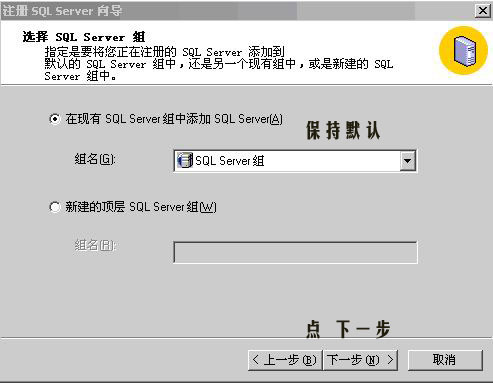 注册 SQL Server 向导
选择 SQL Server 组
指定是要将您正在注册的 SQL Server 添加到
默认的 SQL Server 组中,还是另一个现有组中,或是新建的 SQL
Server 组中。
在现有 SQL Server 组中添加 SQL Server(A)
保持默认
组名(G):
SQL Server 组
新建的顶层 SQL Server 组(W)
组名(R):
点 下一步
< 上一步(B) 下一步(N) > 取消